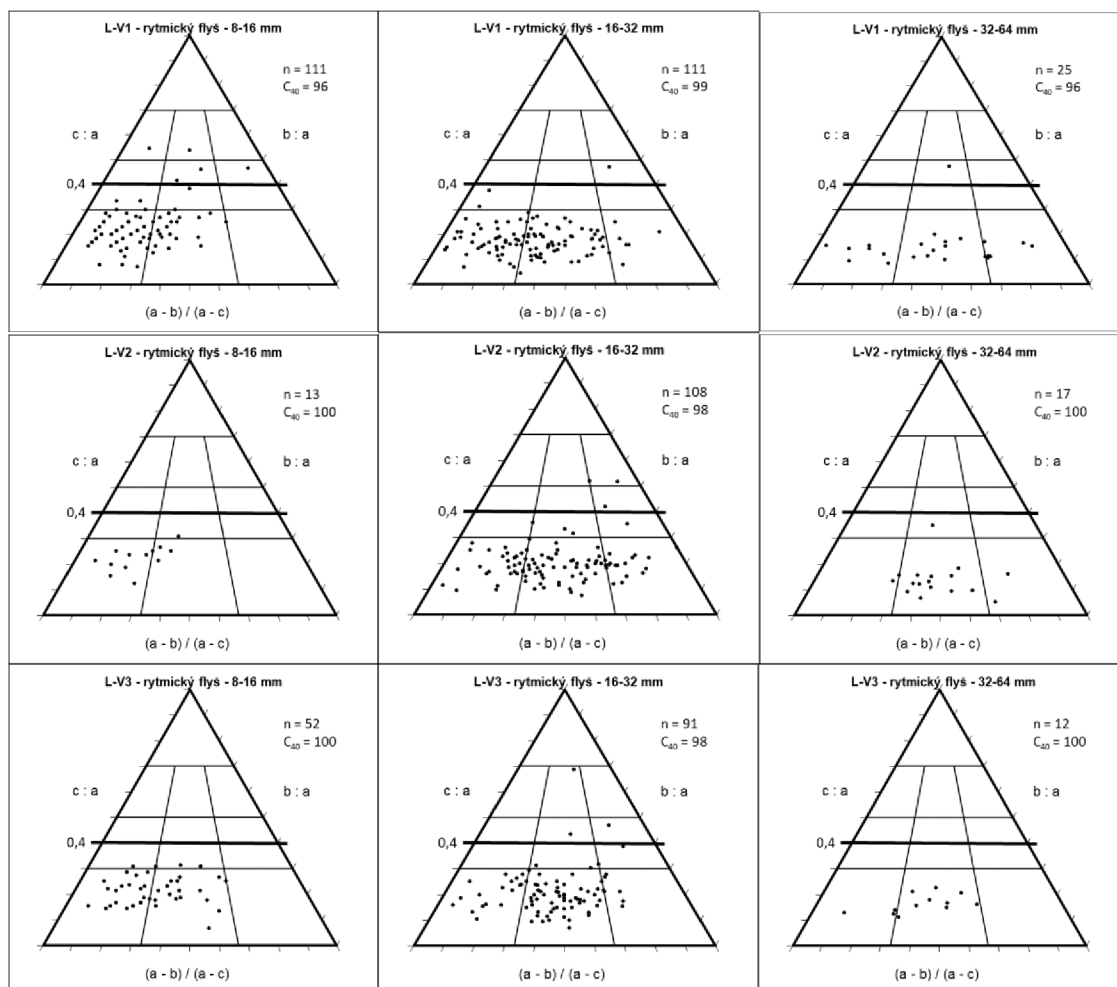 L-V1 - rytmický flyš - 8-16 mm
n = 111
C₄₀ = 96
c : a
b : a
0,4
(a - b) / (a - c)
L-V1 - rytmický flyš - 16-32 mm
n = 111
C₄₀ = 99
c : a
b : a
0,4
(a - b) / (a - c)
L-V1 - rytmický flyš - 32-64 mm
n = 25
C₄₀ = 96
c : a
b : a
0,4
(a - b) / (a - c)
L-V2 - rytmický flyš - 8-16 mm
n = 13
C₄₀ = 100
c : a
b : a
0,4
(a - b) / (a - c)
L-V2 - rytmický flyš - 16-32 mm
n = 108
C₄₀ = 98
c : a
b : a
0,4
(a - b) / (a - c)
L-V2 - rytmický flyš - 32-64 mm
n = 17
C₄₀ = 100
c : a
b : a
0,4
(a - b) / (a - c)
L-V3 - rytmický flyš - 8-16 mm
n = 52
C₄₀ = 100
c : a
b : a
0,4
(a - b) / (a - c)
L-V3 - rytmický flyš - 16-32 mm
n = 91
C₄₀ = 98
c : a
b : a
0,4
(a - b) / (a - c)
L-V3 - rytmický flyš - 32-64 mm
n = 12
C₄₀ = 100
c : a
b : a
0,4
(a - b) / (a - c)